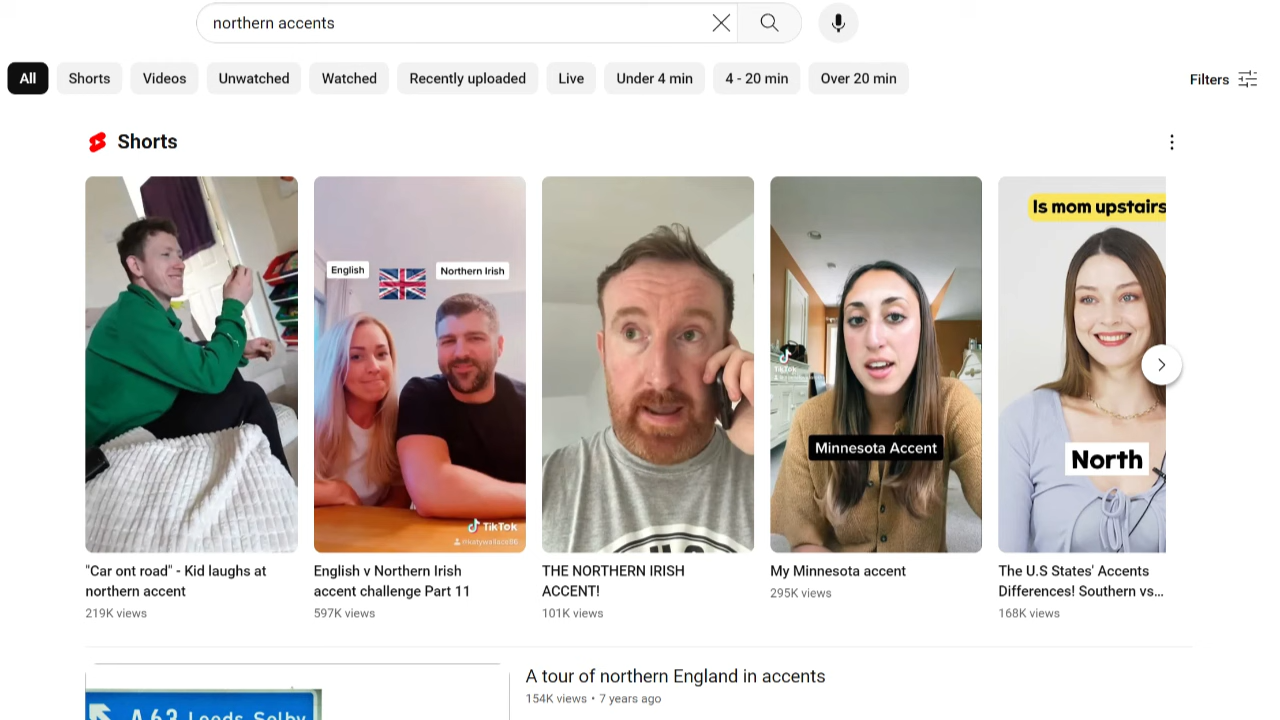 northern accents
All
Shorts
Videos
Unwatched
Watched
Recently uploaded
Live
Under 4 min
4 - 20 min
Over 20 min
Filters
Shorts
English
Northern Irish
TikTok
TikTok
Minnesota Accent
Is mom upstairs
North
"Car ont road" - Kid laughs at
northern accent
219K views
English v Northern Irish
accent challenge Part 11
597K views
THE NORTHERN IRISH
ACCENT!
101K views
My Minnesota accent
295K views
The U.S States' Accents
Differences! Southern vs...
168K views
A tour of northern England in accents
154K views • 7 years ago
A63 Leeds Selby